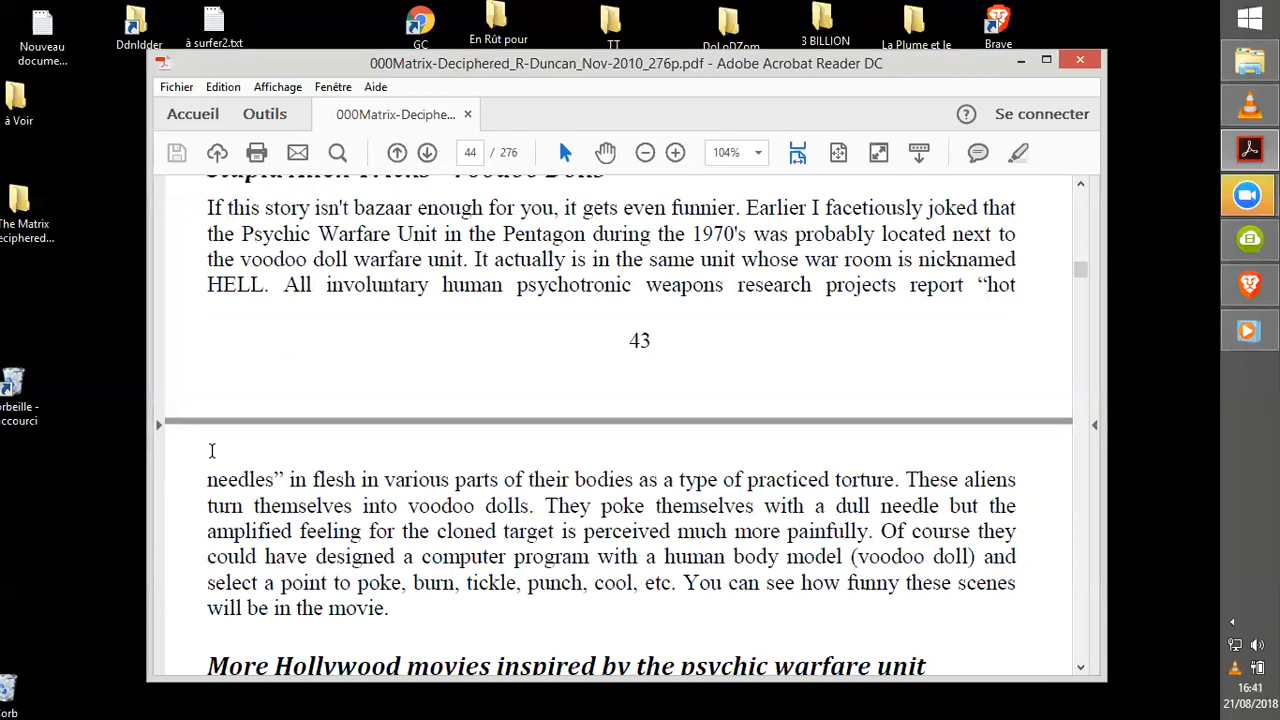 Nouveau
docume...
DdnIdder
à surfer2.txt
GC
En Rût pour
TT
DoLoDZom
3 BILLION
La Plume et le
Brave
à Voir
The Matrix
eciphered...
orbeille -
accourci
Corb
000Matrix-Deciphered_R-Duncan_Nov-2010_276p.pdf - Adobe Acrobat Reader DC
Fichier Edition Affichage Fenêtre Aide
Accueil Outils 000Matrix-Deciphe... × Se connecter
44 / 276 104%
If this story isn't bazaar enough for you, it gets even funnier. Earlier I facetiously joked that
the Psychic Warfare Unit in the Pentagon during the 1970's was probably located next to
the voodoo doll warfare unit. It actually is in the same unit whose war room is nicknamed
HELL. All involuntary human psychotronic weapons research projects report “hot
43
needles” in flesh in various parts of their bodies as a type of practiced torture. These aliens
turn themselves into voodoo dolls. They poke themselves with a dull needle but the
amplified feeling for the cloned target is perceived much more painfully. Of course they
could have designed a computer program with a human body model (voodoo doll) and
select a point to poke, burn, tickle, punch, cool, etc. You can see how funny these scenes
will be in the movie.
More Hollywood movies inspired by the psychic warfare unit
16:41
21/08/2018